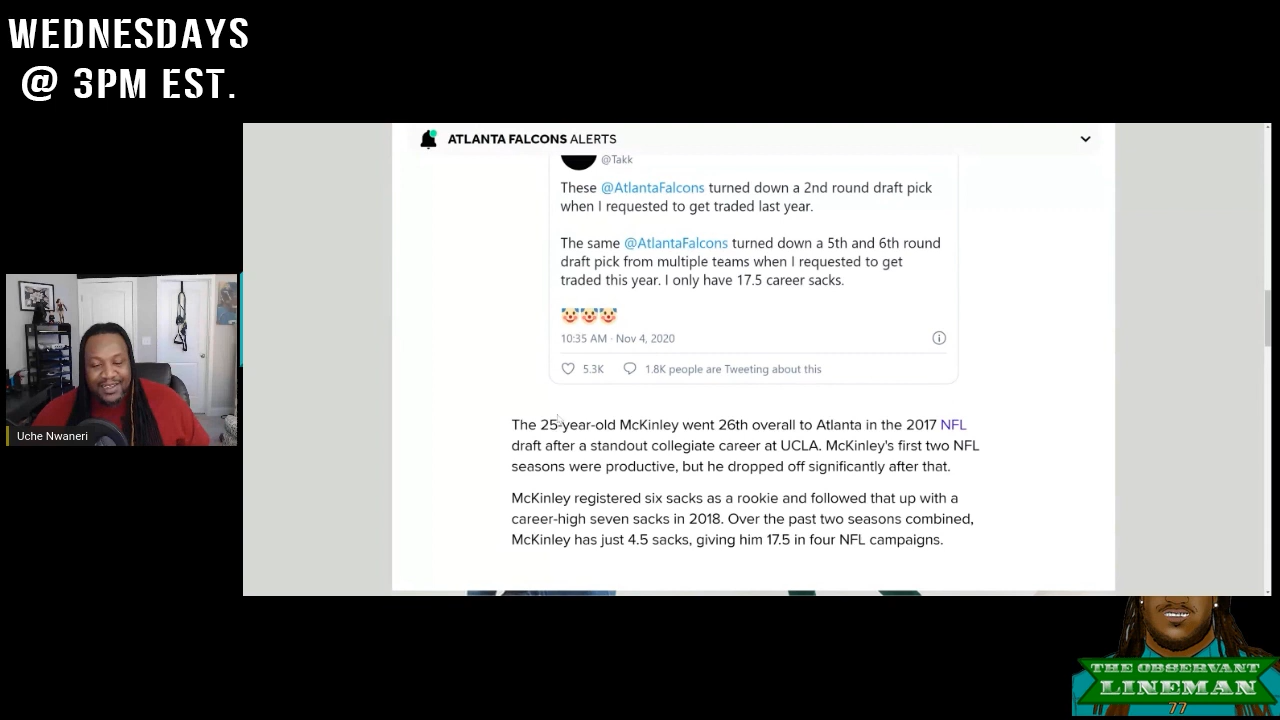 WEDNESDAYS
@ 3PM EST.
ATLANTA FALCONS ALERTS
@Takk
These @AtlantaFalcons turned down a 2nd round draft pick
when I requested to get traded last year.
The same @AtlantaFalcons turned down a 5th and 6th round
draft pick from multiple teams when I requested to get
traded this year. I only have 17.5 career sacks.
🤡🤡🤡
10:35 AM · Nov 4, 2020
5.3K 1.8K people are Tweeting about this
The 25-year-old McKinley went 26th overall to Atlanta in the 2017 NFL
draft after a standout collegiate career at UCLA. McKinley's first two NFL
seasons were productive, but he dropped off significantly after that.
McKinley registered six sacks as a rookie and followed that up with a
career-high seven sacks in 2018. Over the past two seasons combined,
McKinley has just 4.5 sacks, giving him 17.5 in four NFL campaigns.
Uche Nwaneri
THE OBSERVANT
LINEMAN
77